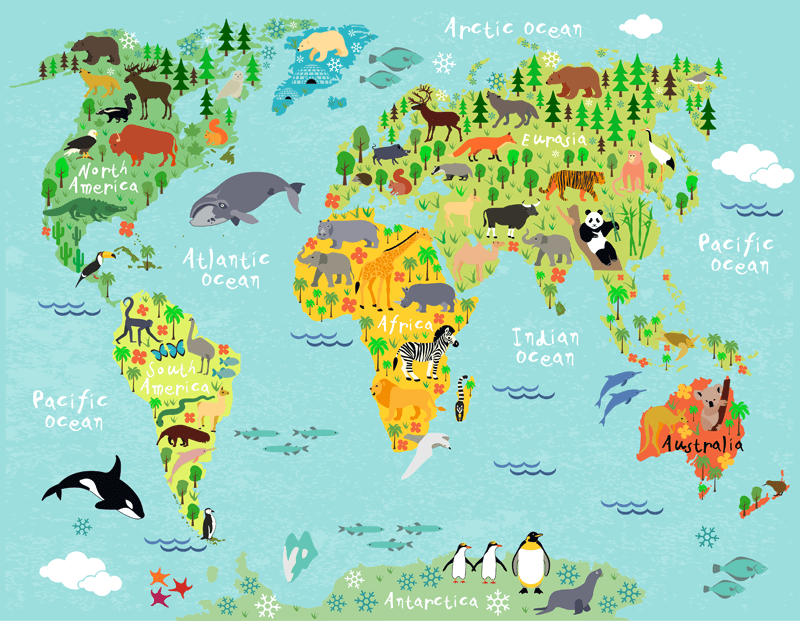 Arctic Ocean
Eurasia
North
America
Atlantic
Ocean
Pacific
Ocean
Africa
Indian
Ocean
South
America
Pacific
Ocean
Australia
Antarctica